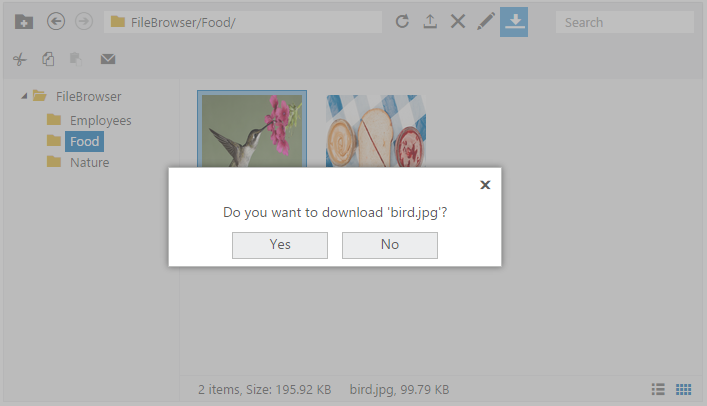 FileBrowser/Food/
Search
FileBrowser
Employees
Food
Nature
Do you want to download 'bird.jpg'?
Yes
No
2 items, Size: 195.92 KB
bird.jpg, 99.79 KB